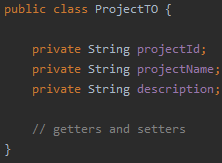 public class ProjectTO {
private String projectId;
private String projectName;
private String description;
// getters and setters
}